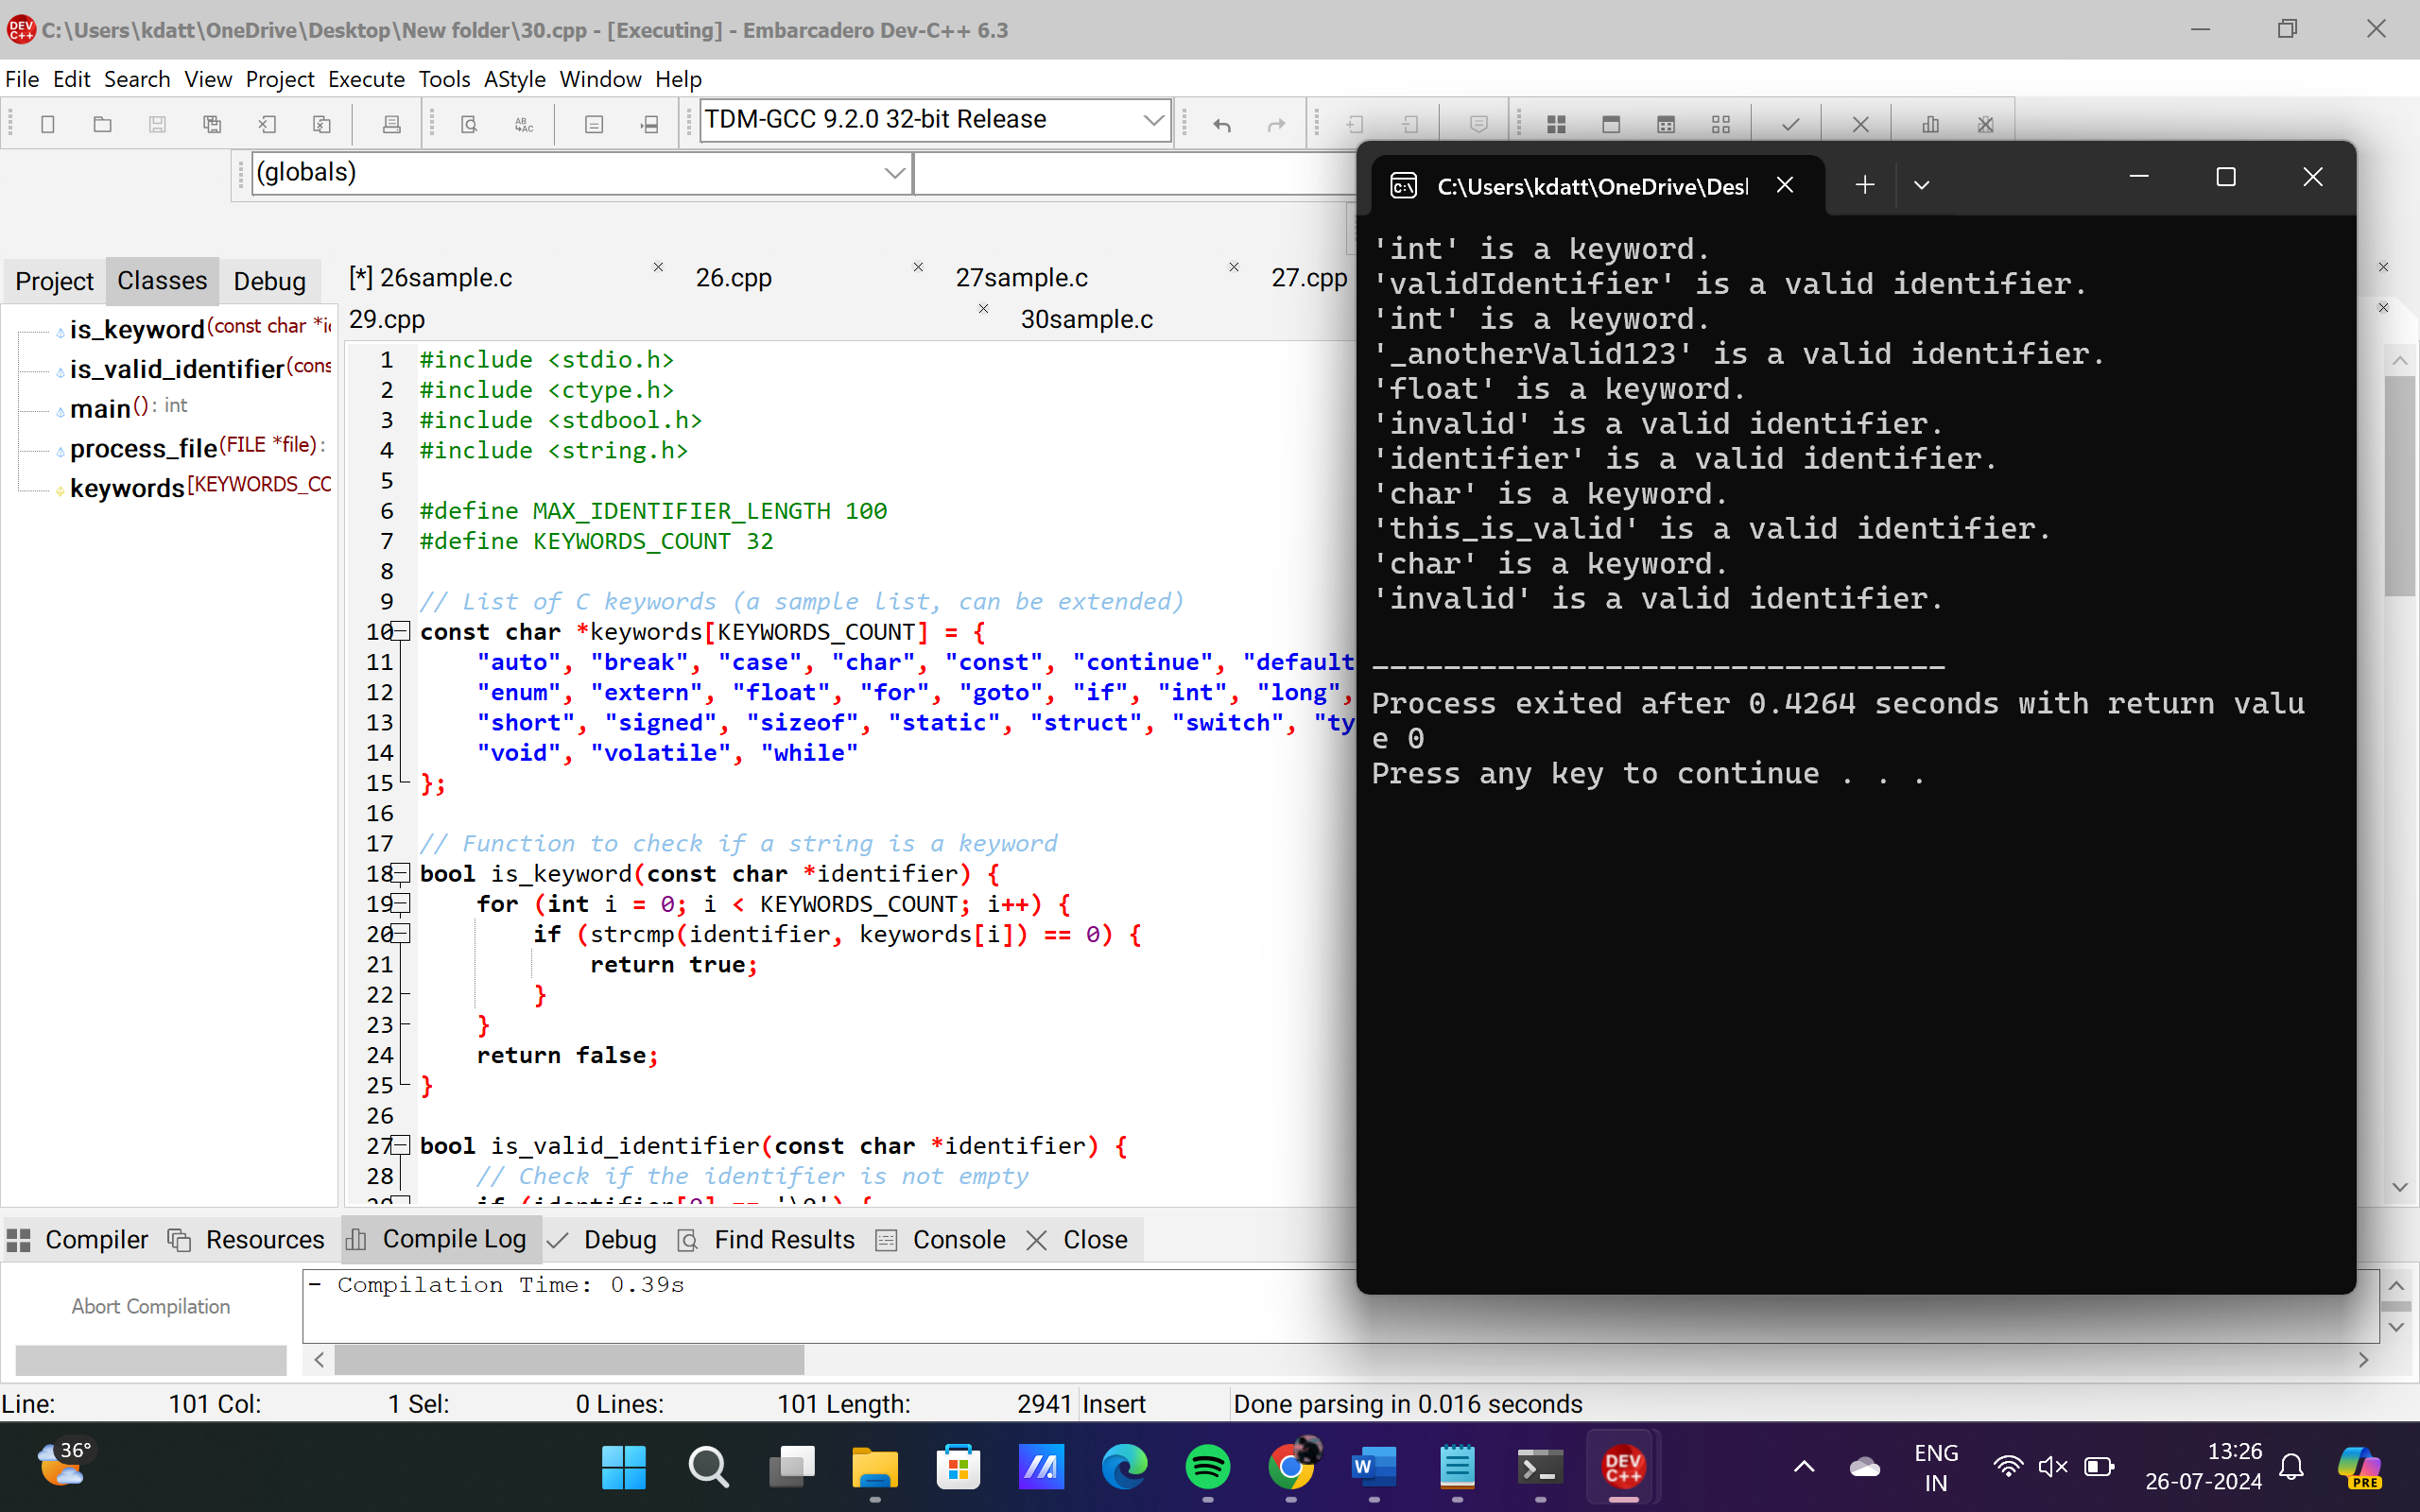 C:\Users\kdatt\OneDrive\Desktop\New folder\30.cpp - [Executing] - Embarcadero Dev-C++ 6.3
File Edit Search View Project Execute Tools AStyle Window Help
TDM-GCC 9.2.0 32-bit Release
(globals)
Project Classes Debug
is_keyword(const char *i
is_valid_identifier(cons
main(): int
process_file(FILE *file):
keywords[KEYWORDS_CO
[*] 26sample.c 26.cpp 27sample.c 27.cpp
29.cpp 30sample.c
1 #include <stdio.h>
2 #include <ctype.h>
3 #include <stdbool.h>
4 #include <string.h>
5
6 #define MAX_IDENTIFIER_LENGTH 100
7 #define KEYWORDS_COUNT 32
8
9 // List of C keywords (a sample list, can be extended)
10 const char *keywords[KEYWORDS_COUNT] = {
11 "auto", "break", "case", "char", "const", "continue", "default
12 "enum", "extern", "float", "for", "goto", "if", "int", "long",
13 "short", "signed", "sizeof", "static", "struct", "switch", "ty
14 "void", "volatile", "while"
15 };
16
17 // Function to check if a string is a keyword
18 bool is_keyword(const char *identifier) {
19 for (int i = 0; i < KEYWORDS_COUNT; i++) {
20 if (strcmp(identifier, keywords[i]) == 0) {
21 return true;
22 }
23 }
24 return false;
25 }
26
27 bool is_valid_identifier(const char *identifier) {
28 // Check if the identifier is not empty
29 if (identifier[0] == '\0') {
C:\Users\kdatt\OneDrive\Des
'int' is a keyword.
'validIdentifier' is a valid identifier.
'int' is a keyword.
'_anotherValid123' is a valid identifier.
'float' is a keyword.
'invalid' is a valid identifier.
'identifier' is a valid identifier.
'char' is a keyword.
'this_is_valid' is a valid identifier.
'char' is a keyword.
'invalid' is a valid identifier.
--------------------------------
Process exited after 0.4264 seconds with return valu
e 0
Press any key to continue . . .
Compiler Resources Compile Log Debug Find Results Console Close
Abort Compilation
- Compilation Time: 0.39s
Line: 101 Col: 1 Sel: 0 Lines: 101 Length: 2941 Insert Done parsing in 0.016 seconds
36°
DEV C++
ENG
IN
13:26
26-07-2024
PRE